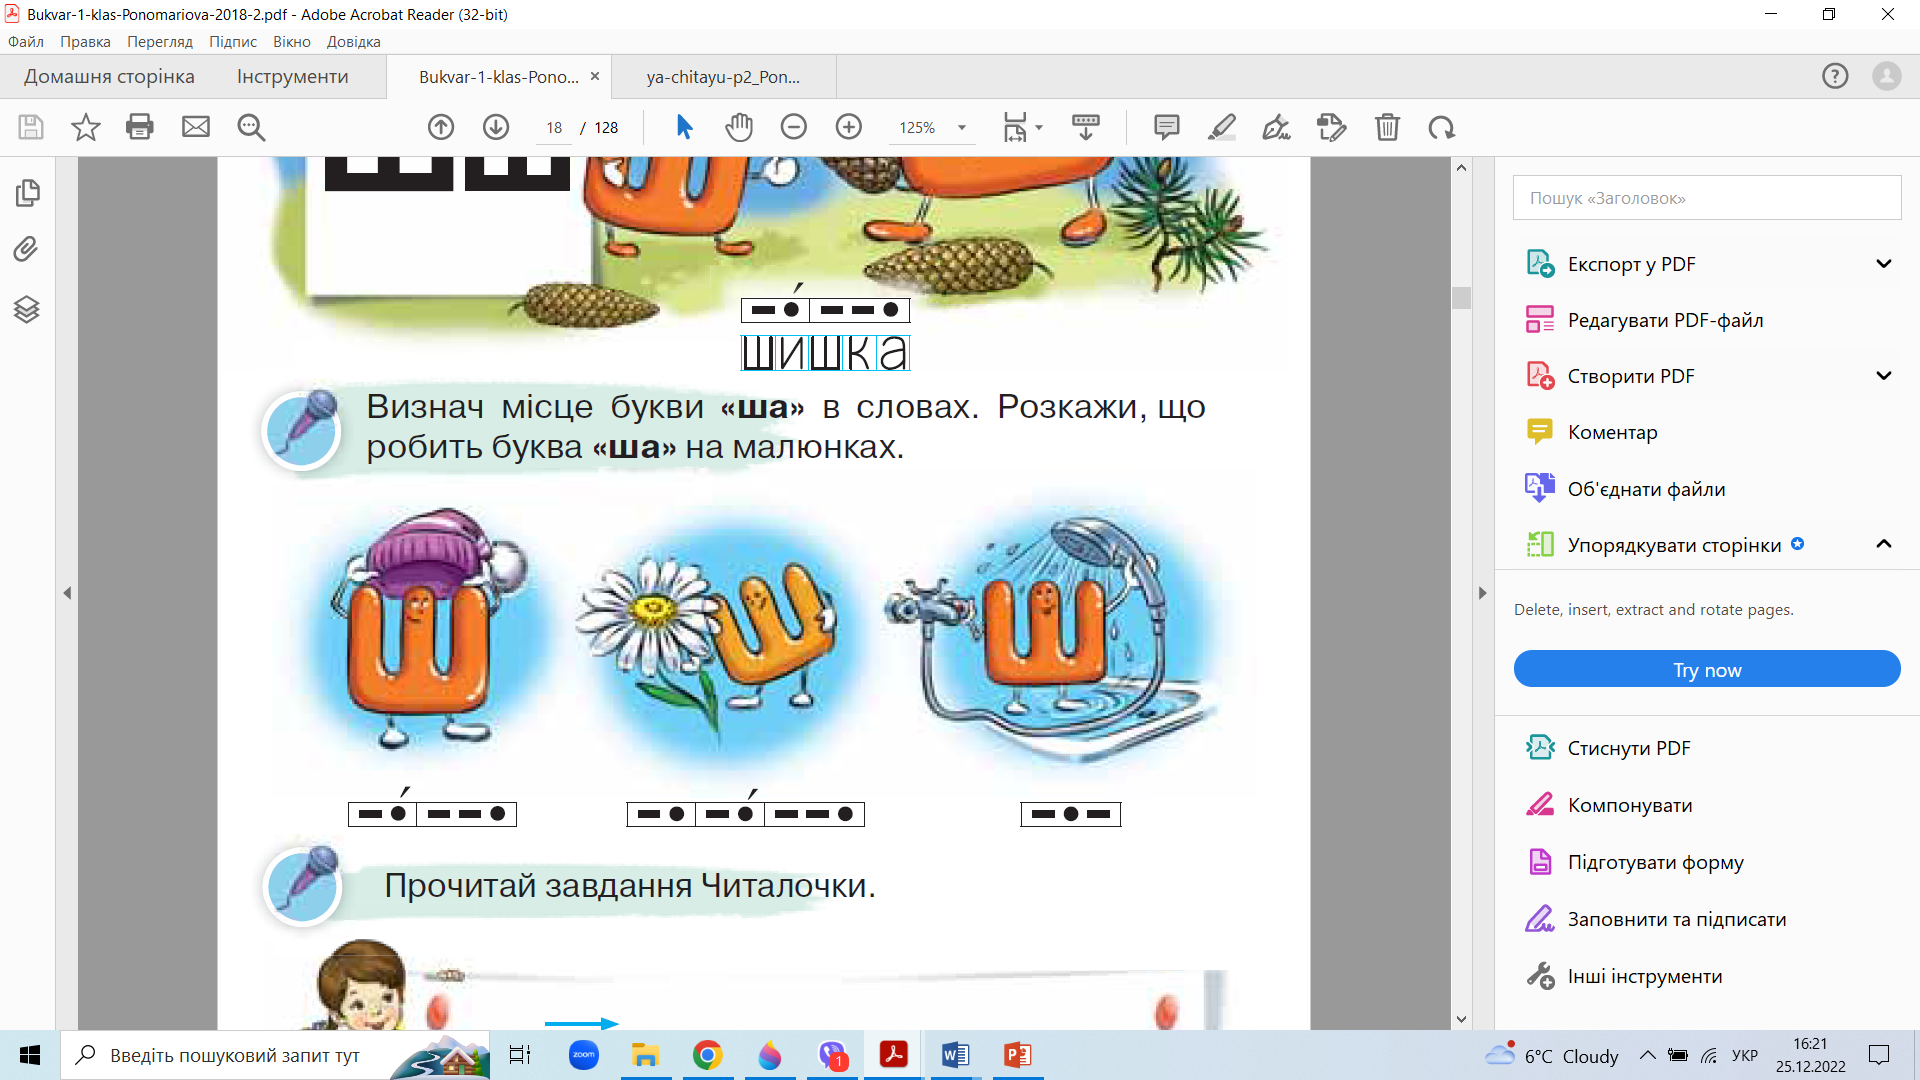 Bukvar-1-klas-Ponomariova-2018-2.pdf - Adobe Acrobat Reader (32-bit)
Файл Правка Перегляд Підпис Вікно Довідка
Домашня сторінка Інструменти Bukvar-1-klas-Pono... × ya-chitayu-p2_Pon...
18 / 128 125%
шишка
Визнач місце букви «ша» в словах. Розкажи, що
робить буква «ша» на малюнках.
Ш Ш Ш
Прочитай завдання Читалочки.
Пошук «Заголовок»
Експорт у PDF
Редагувати PDF-файл
Створити PDF
Коментар
Об'єднати файли
Упорядкувати сторінки
Delete, insert, extract and rotate pages.
Try now
Стиснути PDF
Компонувати
Підготувати форму
Заповнити та підписати
Інші інструменти
Введіть пошуковий запит тут
zoom
1
6°C Cloudy
УКР
16:21
25.12.2022